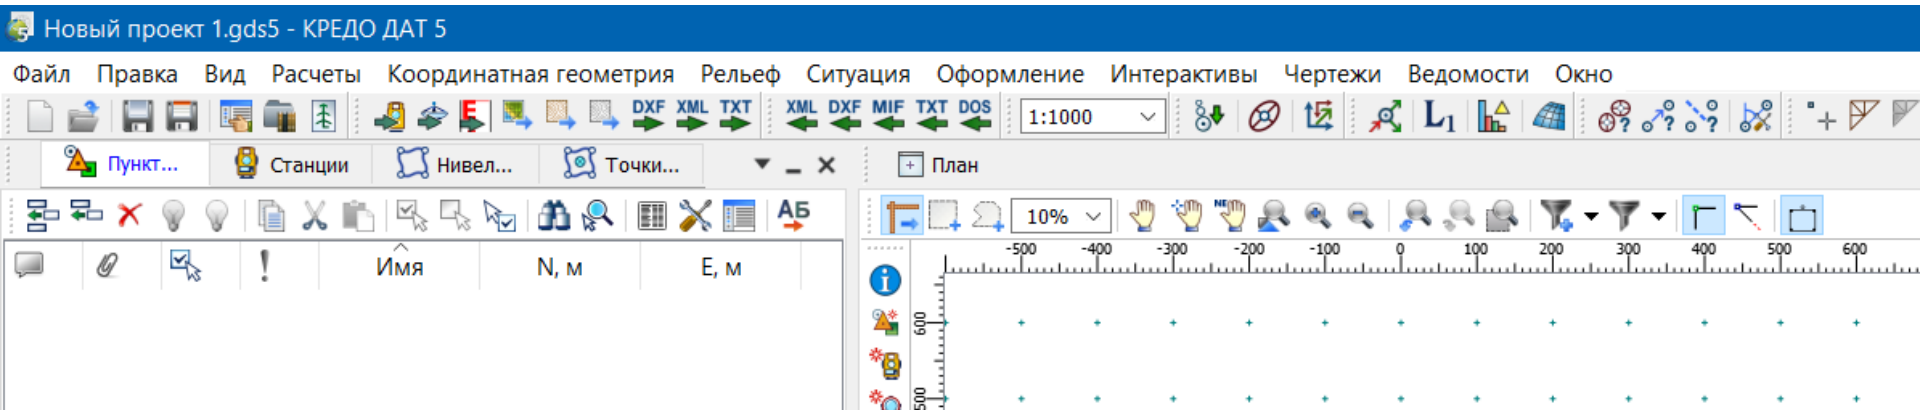 Новый проект 1.gds5 - КРЕДО ДАТ 5
Файл Правка Вид Расчеты Координатная геометрия Рельеф Ситуация Оформление Интерактивы Чертежи Ведомости Окно
DXF XML TXT XML DXF MIF TXT DOS 1:1000 L1
Пункт... Станции Нивел... Точки... План
АБ 10% NE
-500 -400 -300 -200 -100 0 100 200 300 400 500 600
Имя N, м E, м
600
500